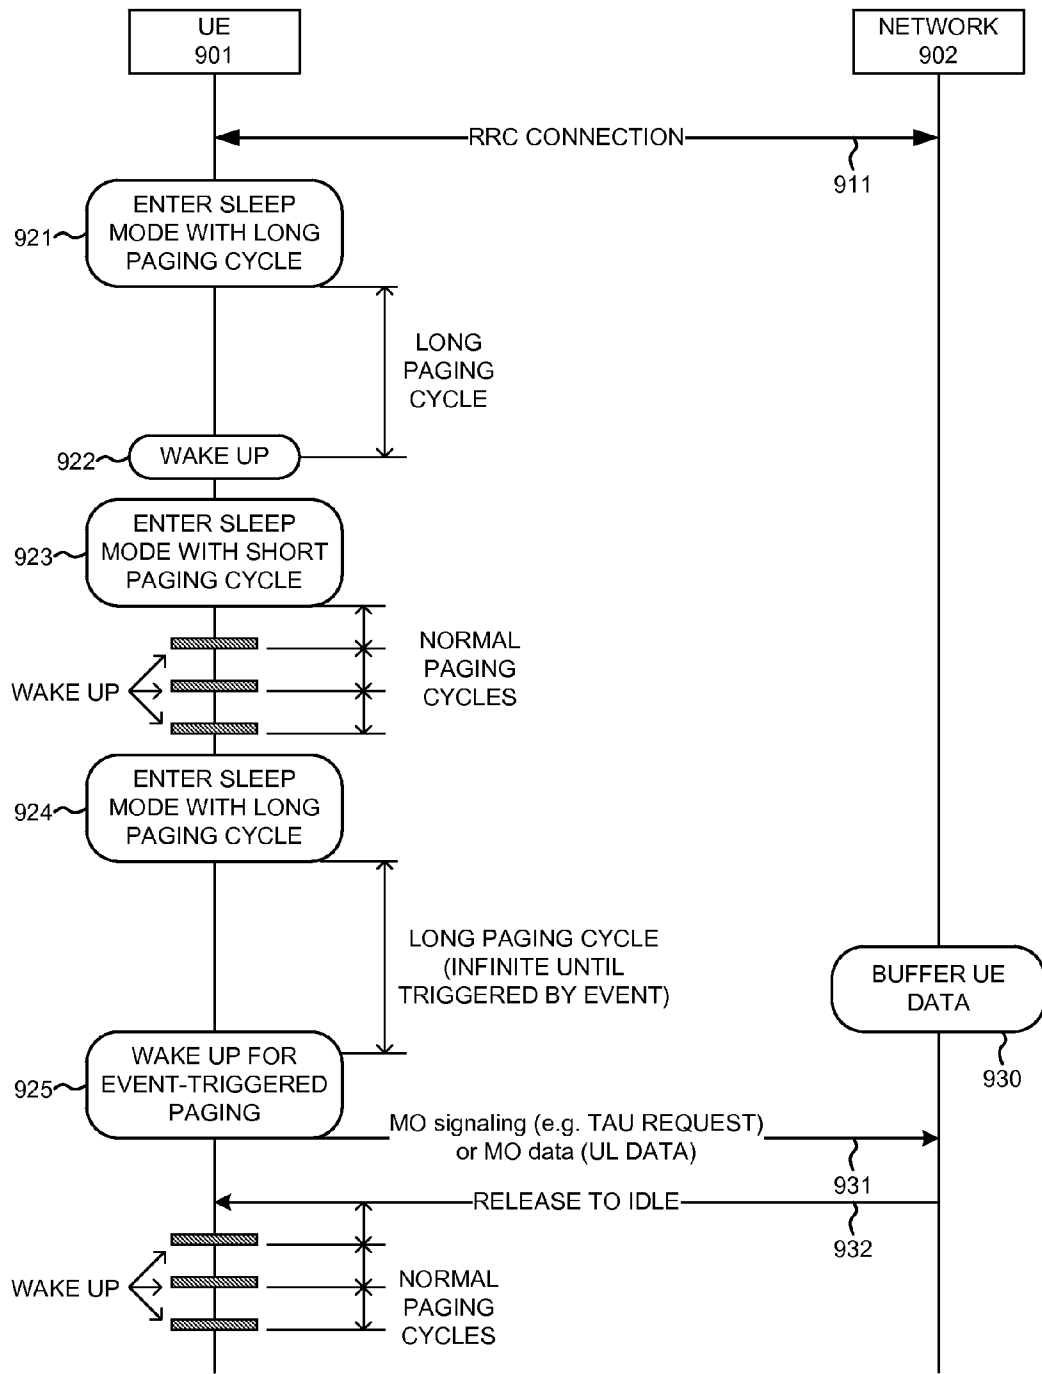 UE
901
NETWORK
902
RRC CONNECTION
911
ENTER SLEEP
MODE WITH LONG
PAGING CYCLE
921
LONG
PAGING
CYCLE
922
WAKE UP
ENTER SLEEP
MODE WITH SHORT
PAGING CYCLE
923
NORMAL
PAGING
CYCLES
WAKE UP
ENTER SLEEP
MODE WITH LONG
PAGING CYCLE
924
LONG PAGING CYCLE
(INFINITE UNTIL
TRIGGERED BY EVENT)
BUFFER UE
DATA
930
WAKE UP FOR
EVENT-TRIGGERED
PAGING
925
MO signaling (e.g. TAU REQUEST)
or MO data (UL DATA)
931
RELEASE TO IDLE
932
WAKE UP
NORMAL
PAGING
CYCLES